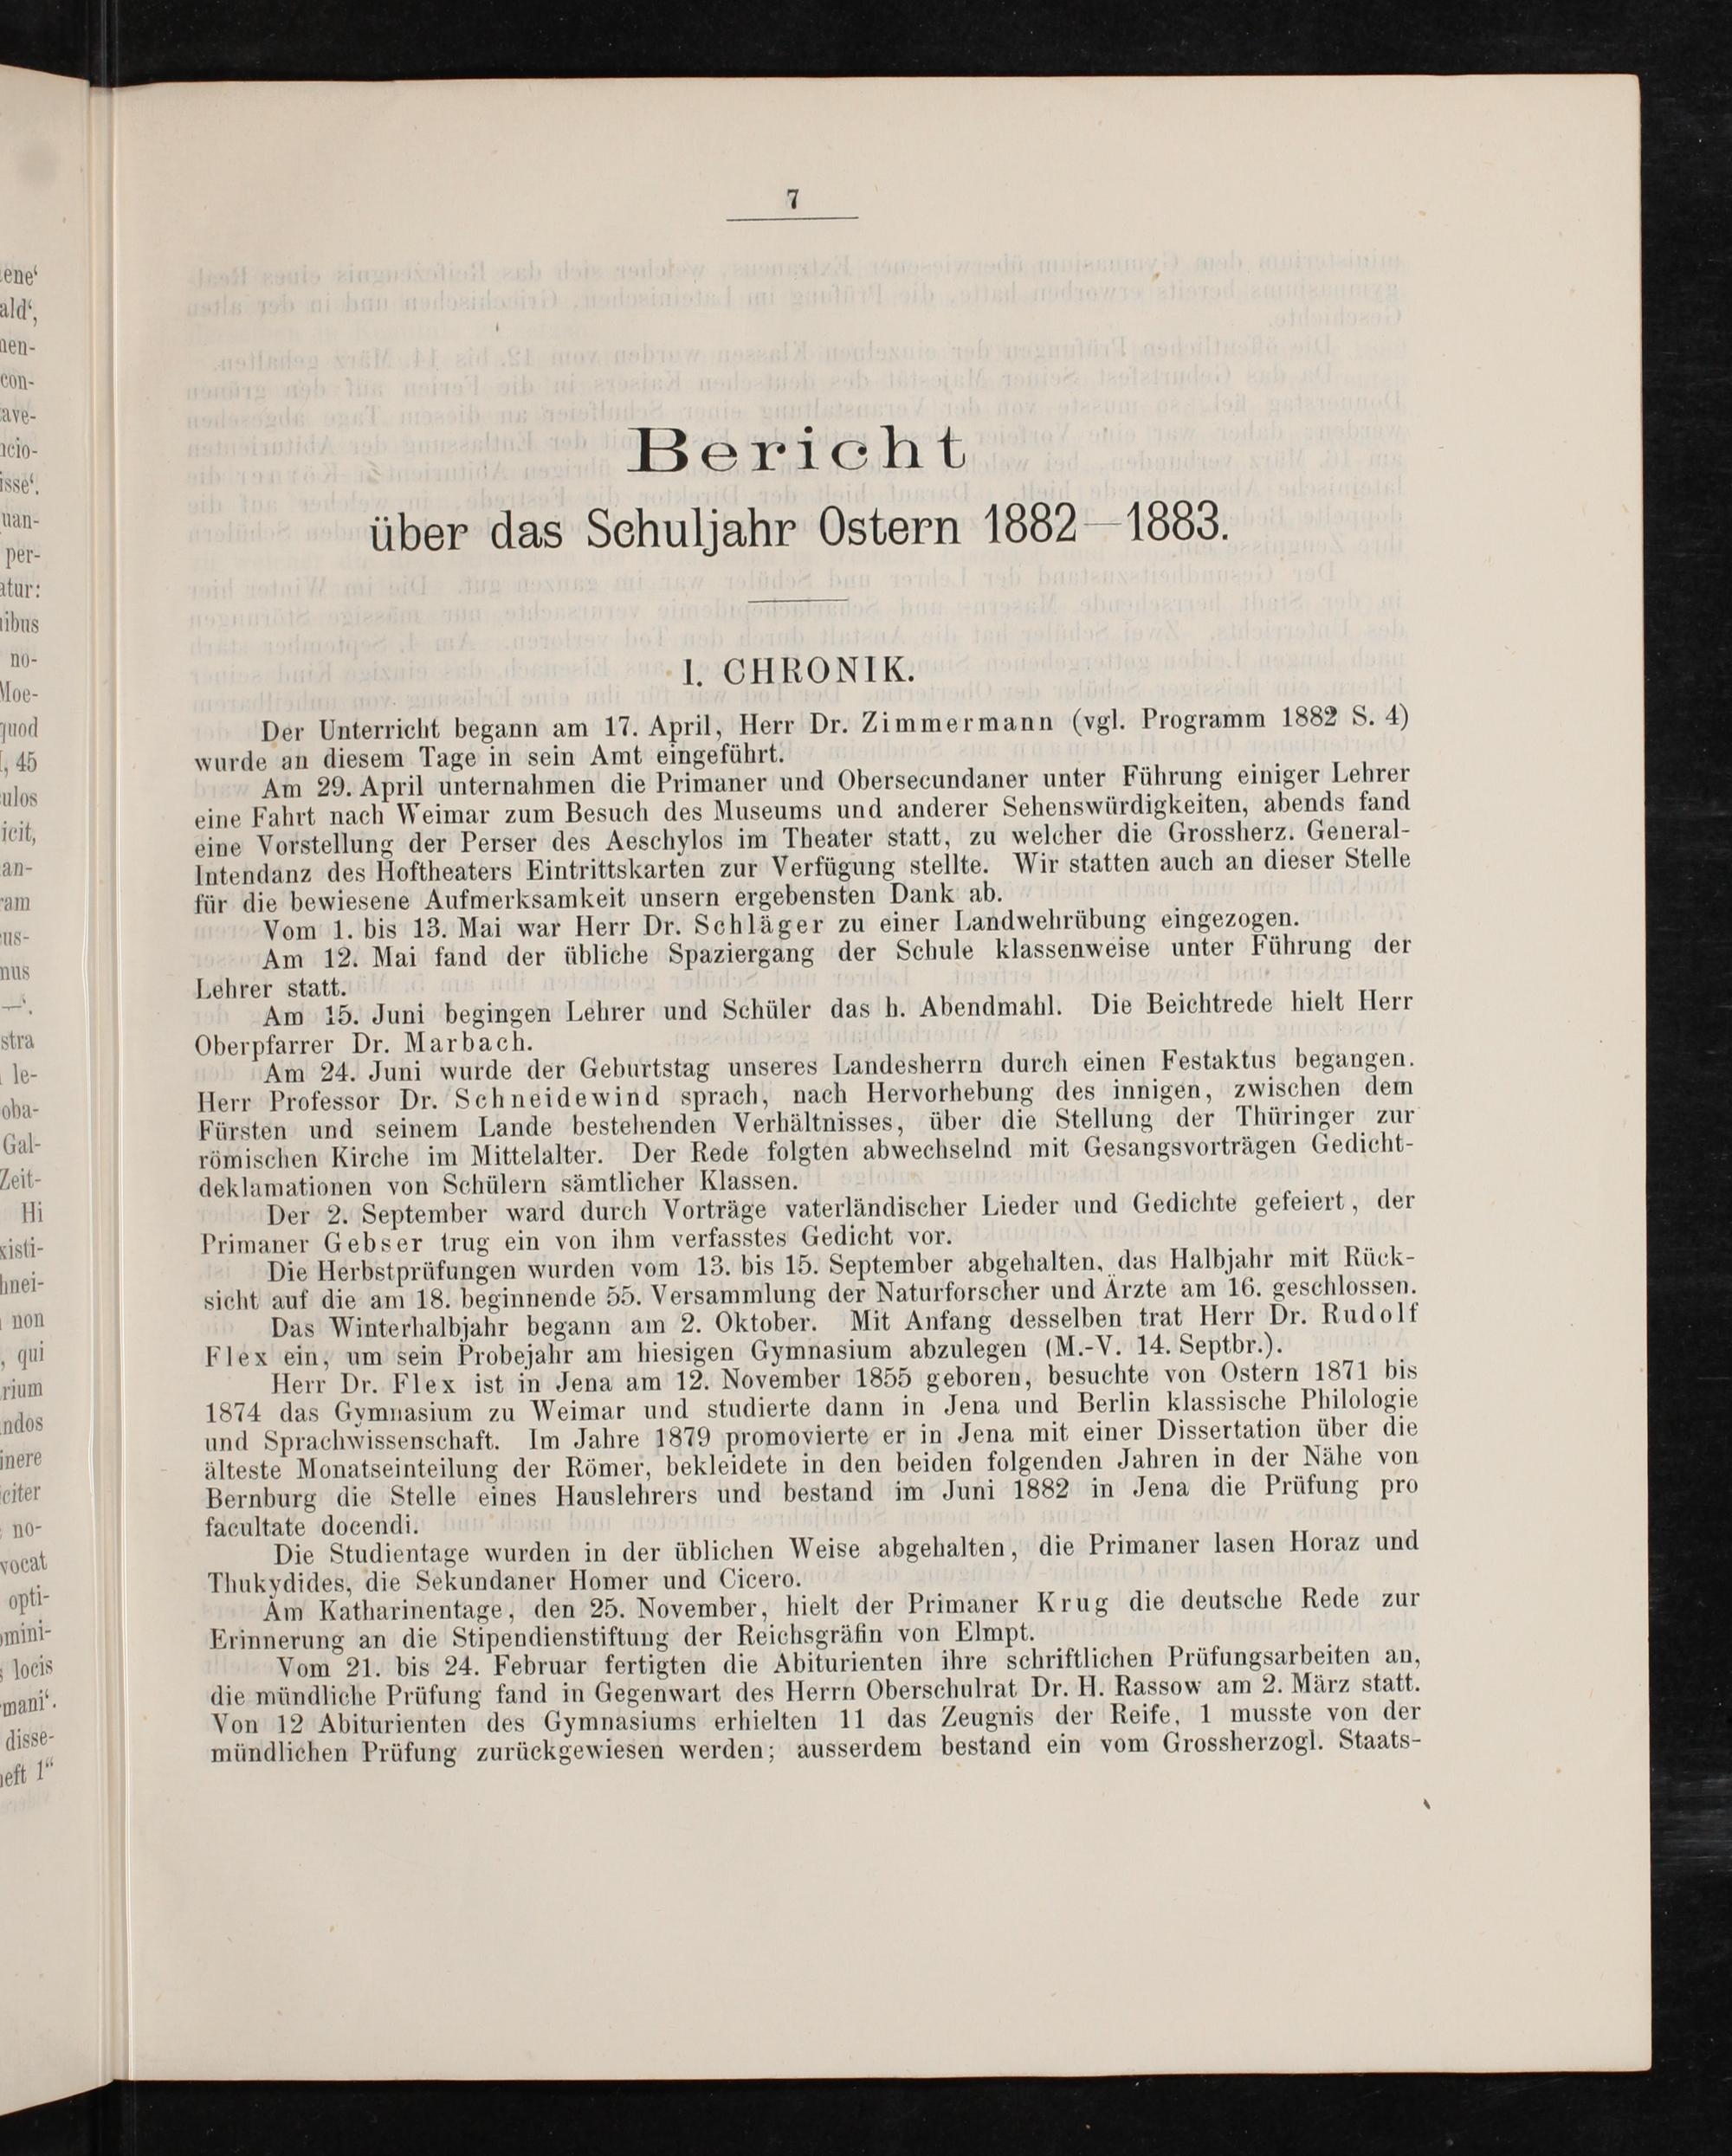 7
Bericht
über das Schuljahr Ostern 1882—1883.
I. CHRONIK.
Der Unterricht begann am 17. April, Herr Dr. Zimmermann (vgl. Programm 1882 S. 4)
wurde an diesem Tage in sein Amt eingeführt.
Am 29. April unternahmen die Primaner und Obersecundaner unter Führung einiger Lehrer
eine Fahrt nach Weimar zum Besuch des Museums und anderer Sehenswürdigkeiten, abends fand
eine Vorstellung der Perser des Aeschylos im Theater statt, zu welcher die Grossherz. General-
Intendanz des Hoftheaters Eintrittskarten zur Verfügung stellte. Wir statten auch an dieser Stelle
für die bewiesene Aufmerksamkeit unsern ergebensten Dank ab.
Vom 1. bis 13. Mai war Herr Dr. Schläger zu einer Landwehrübung eingezogen.
Am 12. Mai fand der übliche Spaziergang der Schule klassenweise unter Führung der
Lehrer statt.
Am 15. Juni begingen Lehrer und Schüler das h. Abendmahl. Die Beichtrede hielt Herr
Oberpfarrer Dr. Marbach.
Am 24. Juni wurde der Geburtstag unseres Landesherrn durch einen Festaktus begangen.
Herr Professor Dr. Schneidewind sprach, nach Hervorhebung des innigen, zwischen dem
Fürsten und seinem Lande bestehenden Verhältnisses, über die Stellung der Thüringer zur
römischen Kirche im Mittelalter. Der Rede folgten abwechselnd mit Gesangsvorträgen Gedicht-
deklamationen von Schülern sämtlicher Klassen.
Der 2. September ward durch Vorträge vaterländischer Lieder und Gedichte gefeiert, der
Primaner Gebser trug ein von ihm verfasstes Gedicht vor.
Die Herbstprüfungen wurden vom 13. bis 15. September abgehalten, das Halbjahr mit Rück-
sicht auf die am 18. beginnende 55. Versammlung der Naturforscher und Ärzte am 16. geschlossen.
Das Winterhalbjahr begann am 2. Oktober. Mit Anfang desselben trat Herr Dr. Rudolf
Flex ein, um sein Probejahr am hiesigen Gymnasium abzulegen (M.-V. 14. Septbr.).
Herr Dr. Flex ist in Jena am 12. November 1855 geboren, besuchte von Ostern 1871 bis
1874 das Gymnasium zu Weimar und studierte dann in Jena und Berlin klassische Philologie
und Sprachwissenschaft. Im Jahre 1879 promovierte er in Jena mit einer Dissertation über die
älteste Monatseinteilung der Römer, bekleidete in den beiden folgenden Jahren in der Nähe von
Bernburg die Stelle eines Hauslehrers und bestand im Juni 1882 in Jena die Prüfung pro
facultate docendi.
Die Studientage wurden in der üblichen Weise abgehalten, die Primaner lasen Horaz und
Thukydides, die Sekundaner Homer und Cicero.
Am Katharinentage, den 25. November, hielt der Primaner Krug die deutsche Rede zur
Erinnerung an die Stipendienstiftung der Reichsgräfin von Elmpt.
Vom 21. bis 24. Februar fertigten die Abiturienten ihre schriftlichen Prüfungsarbeiten an,
die mündliche Prüfung fand in Gegenwart des Herrn Oberschulrat Dr. H. Rassow am 2. März statt.
Von 12 Abiturienten des Gymnasiums erhielten 11 das Zeugnis der Reife, 1 musste von der
mündlichen Prüfung zurückgewiesen werden; ausserdem bestand ein vom Grossherzogl. Staats-